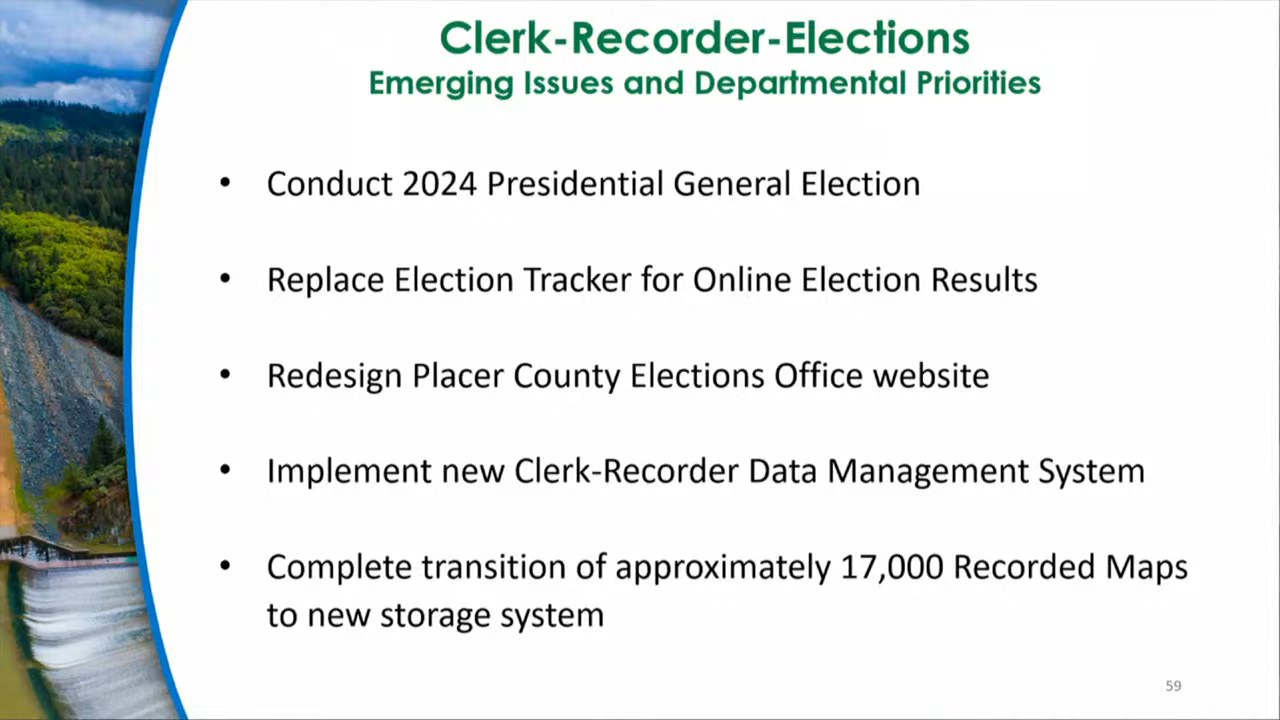 Clerk-Recorder-Elections
Emerging Issues and Departmental Priorities
• Conduct 2024 Presidential General Election
• Replace Election Tracker for Online Election Results
• Redesign Placer County Elections Office website
• Implement new Clerk-Recorder Data Management System
• Complete transition of approximately 17,000 Recorded Maps
to new storage system
59